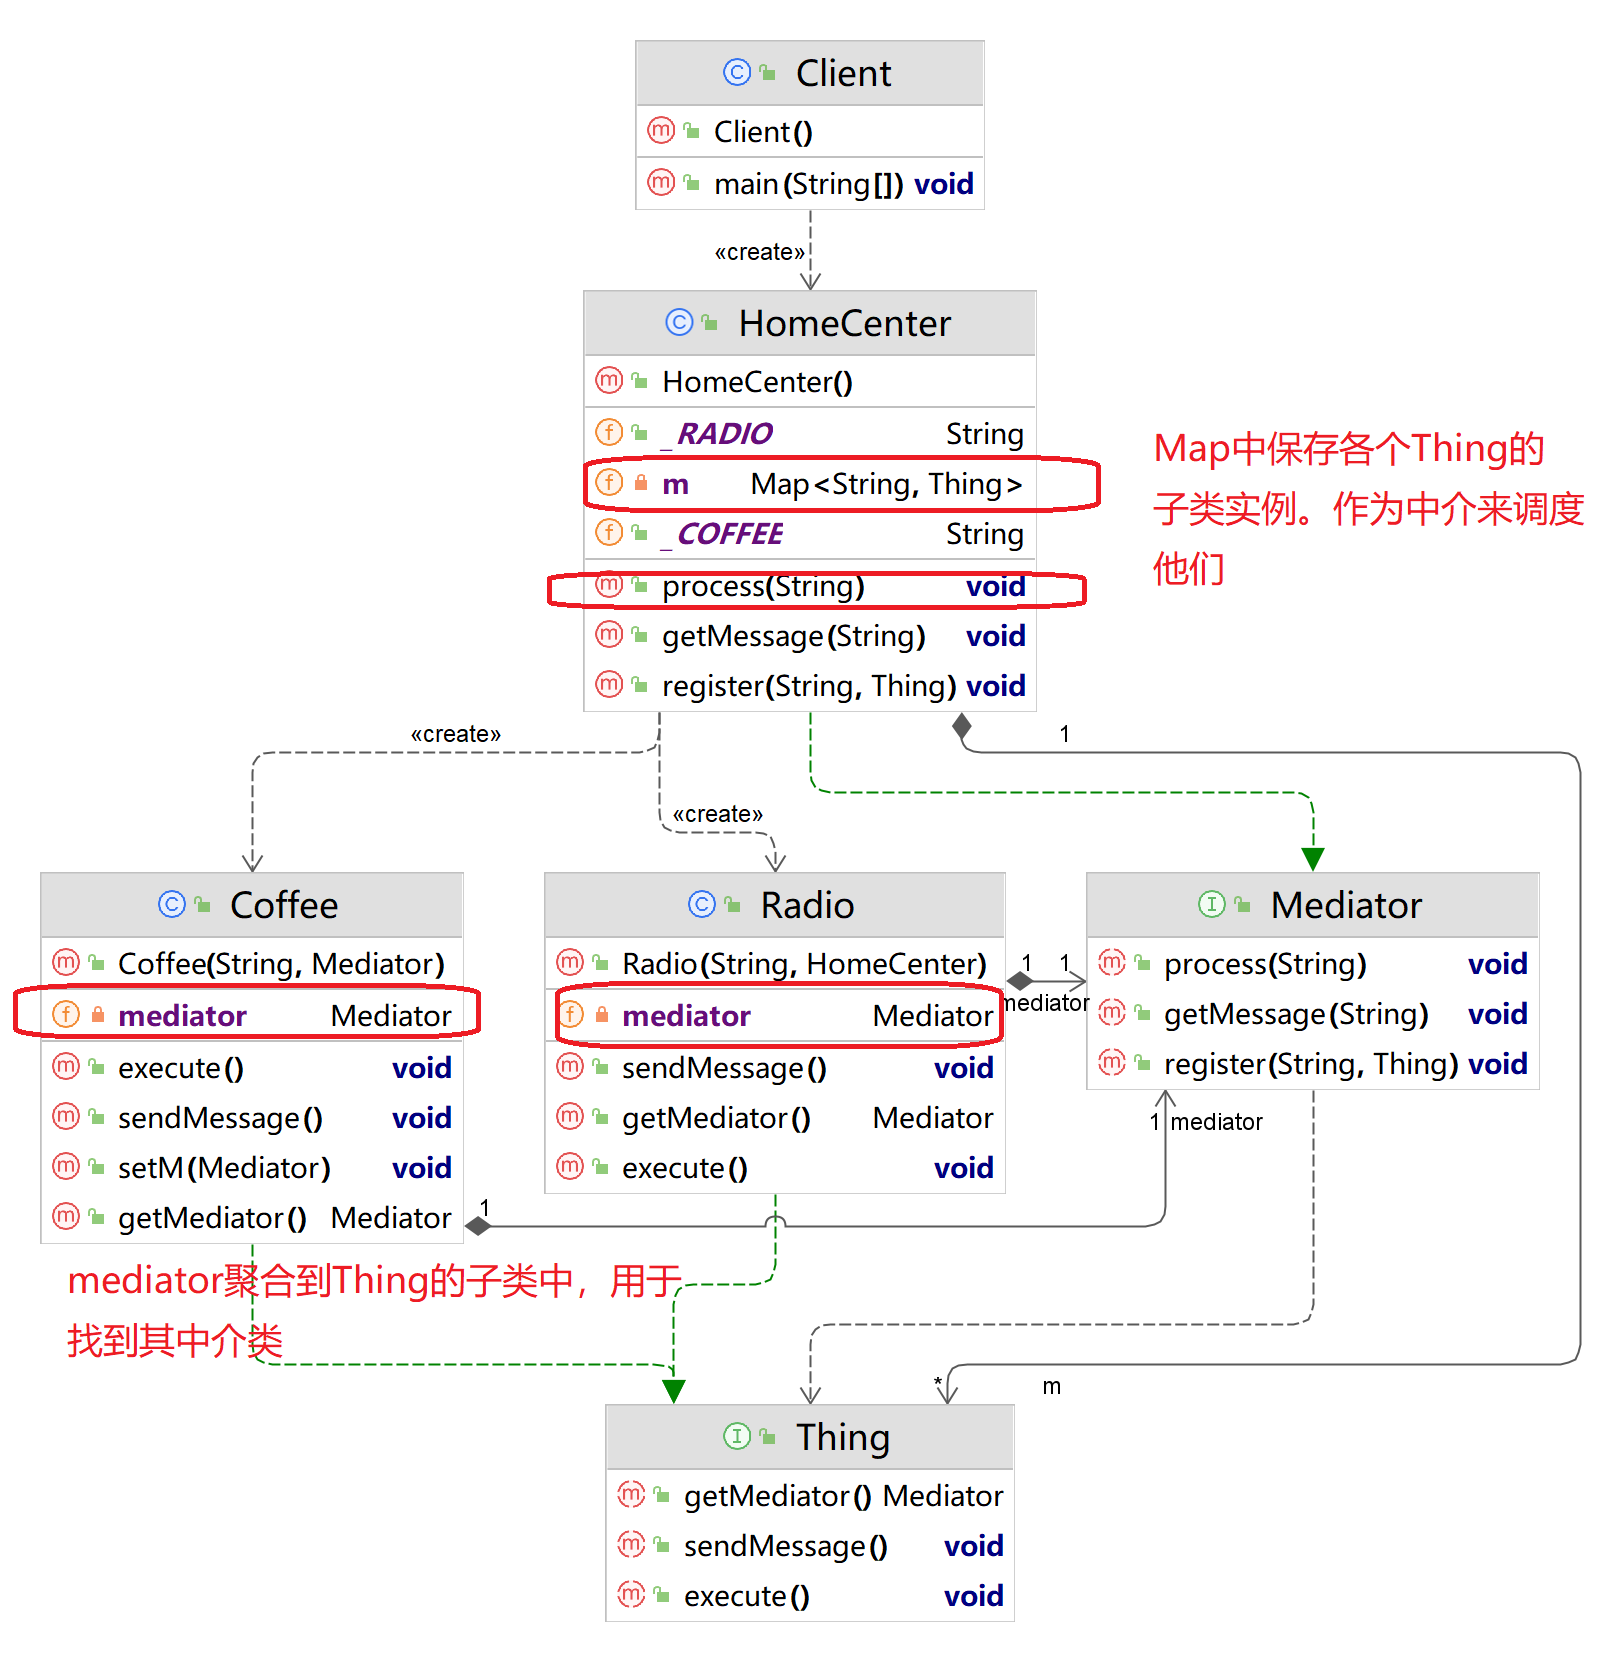 Client
Client()
main(String[]) void
«create»
HomeCenter
HomeCenter()
_RADIO String
m Map<String, Thing>
_COFFEE String
process(String) void
getMessage(String) void
register(String, Thing) void
Map中保存各个Thing的
子类实例。作为中介来调度
他们
«create»
1
«create»
Coffee
Coffee(String, Mediator)
mediator Mediator
execute() void
sendMessage() void
setM(Mediator) void
getMediator() Mediator
Radio
Radio(String, HomeCenter)
mediator Mediator
sendMessage() void
getMediator() Mediator
execute() void
1 1
mediator
Mediator
process(String) void
getMessage(String) void
register(String, Thing) void
1 mediator
1
mediator聚合到Thing的子类中，用于
找到其中介类
* m
Thing
getMediator() Mediator
sendMessage() void
execute() void